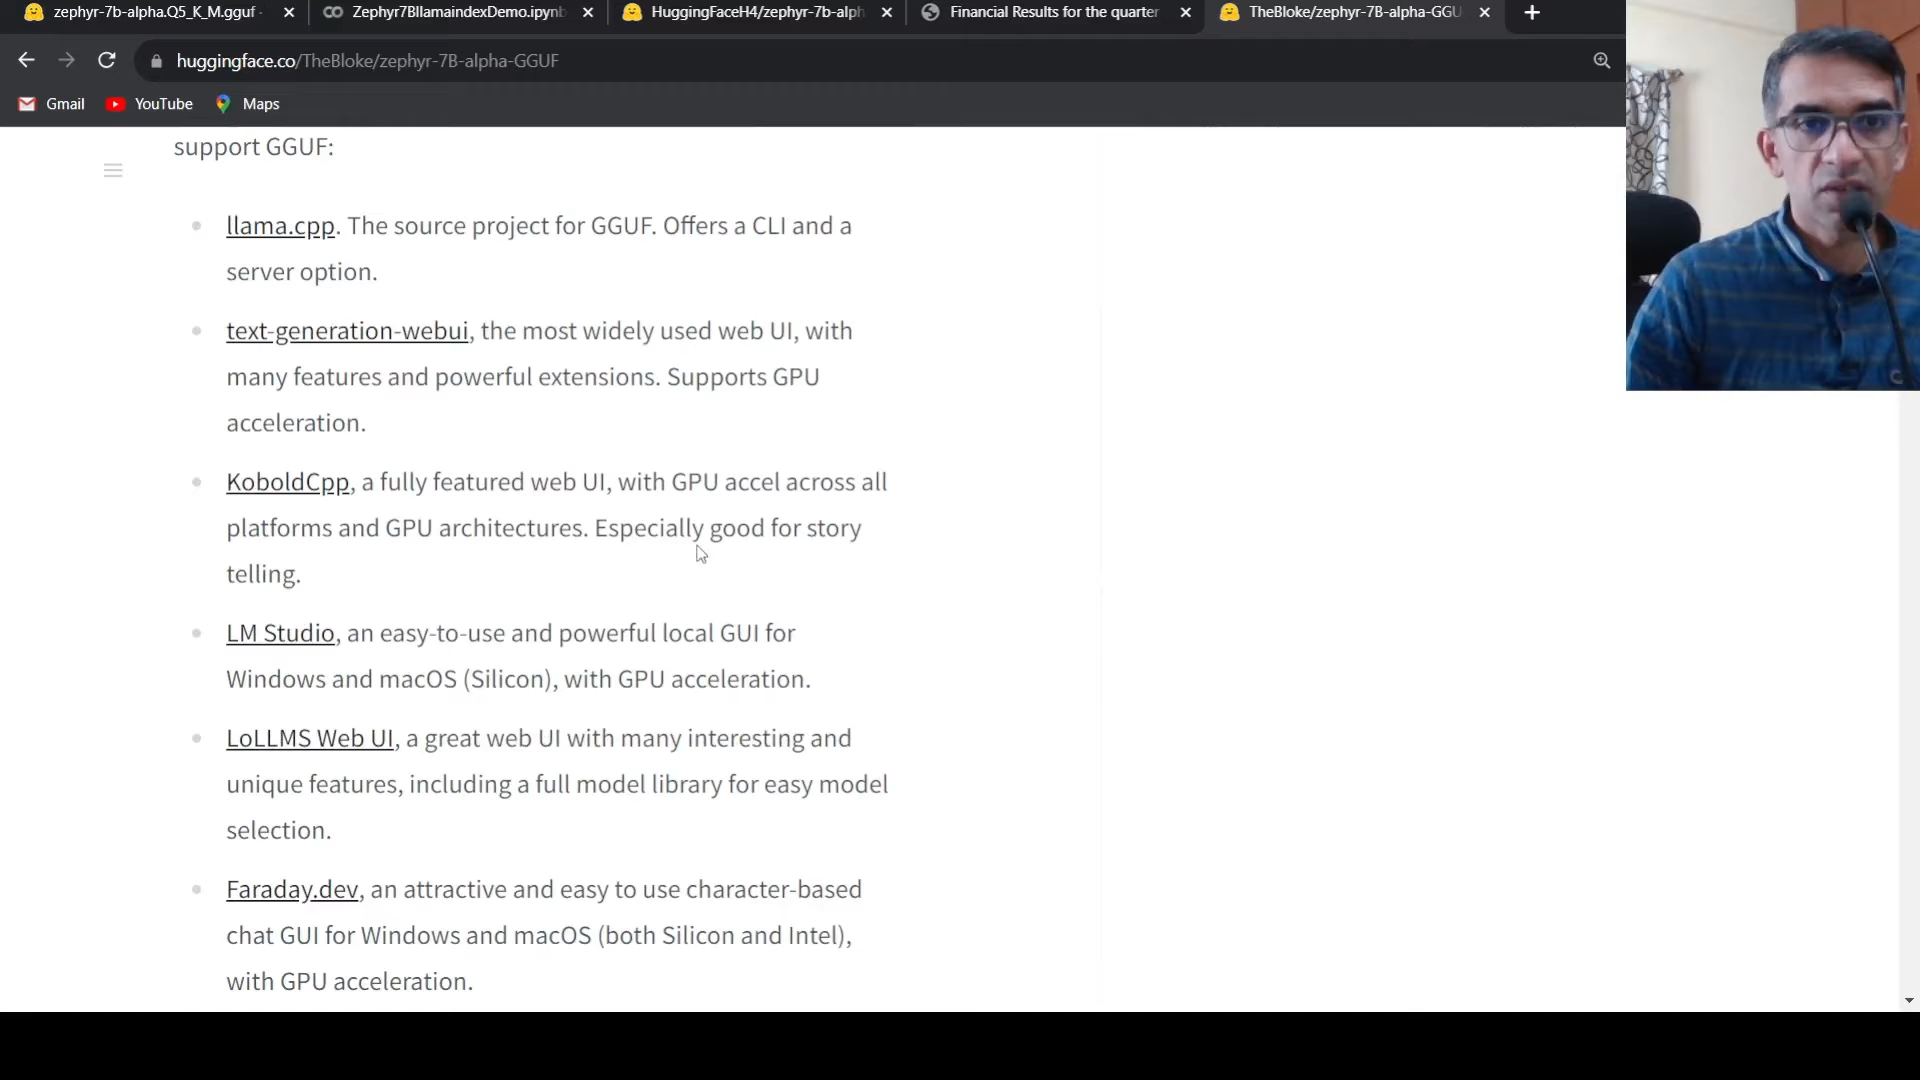 zephyr-7b-alpha.Q5_K_M.gguf
Zephyr7BllamaindexDemo.ipynb
HuggingFaceH4/zephyr-7b-alph
Financial Results for the quarter
TheBloke/zephyr-7B-alpha-GGU
huggingface.co/TheBloke/zephyr-7B-alpha-GGUF
Gmail
YouTube
Maps
support GGUF:
llama.cpp. The source project for GGUF. Offers a CLI and a
server option.
text-generation-webui, the most widely used web UI, with
many features and powerful extensions. Supports GPU
acceleration.
KoboldCpp, a fully featured web UI, with GPU accel across all
platforms and GPU architectures. Especially good for story
telling.
LM Studio, an easy-to-use and powerful local GUI for
Windows and macOS (Silicon), with GPU acceleration.
LoLLMS Web UI, a great web UI with many interesting and
unique features, including a full model library for easy model
selection.
Faraday.dev, an attractive and easy to use character-based
chat GUI for Windows and macOS (both Silicon and Intel),
with GPU acceleration.